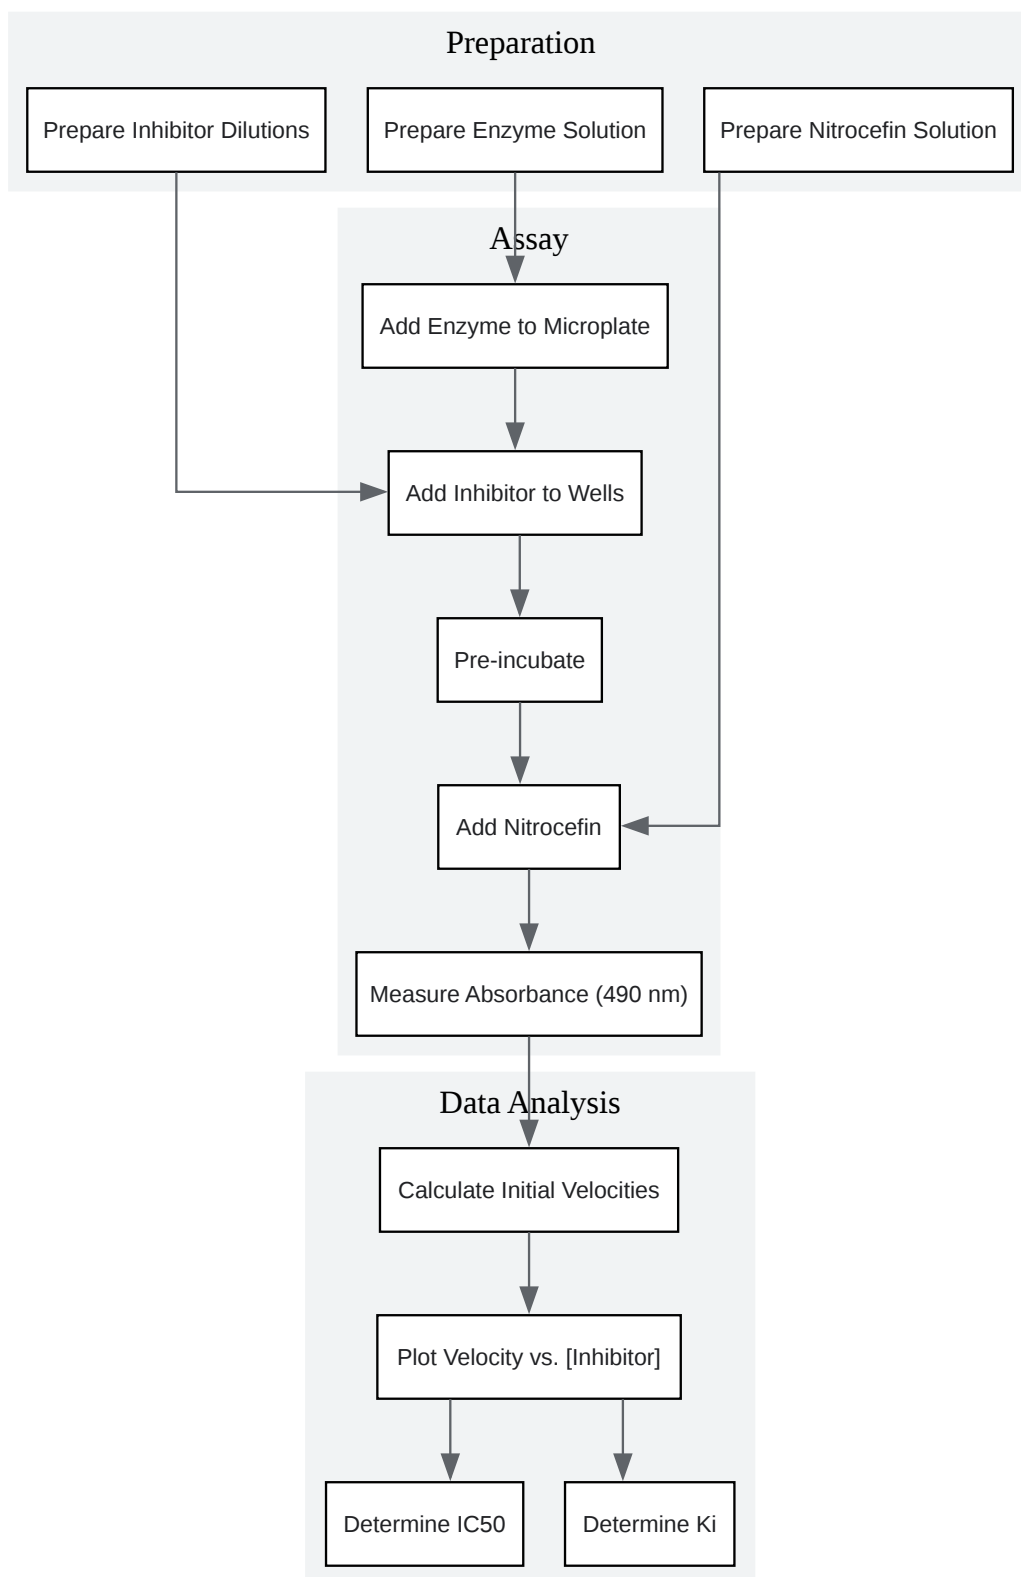 Preparation
Prepare Inhibitor Dilutions
Prepare Enzyme Solution
Prepare Nitrocefin Solution
Assay
Add Enzyme to Microplate
Add Inhibitor to Wells
Pre-incubate
Add Nitrocefin
Measure Absorbance (490 nm)
Data Analysis
Calculate Initial Velocities
Plot Velocity vs. [Inhibitor]
Determine IC50
Determine Ki